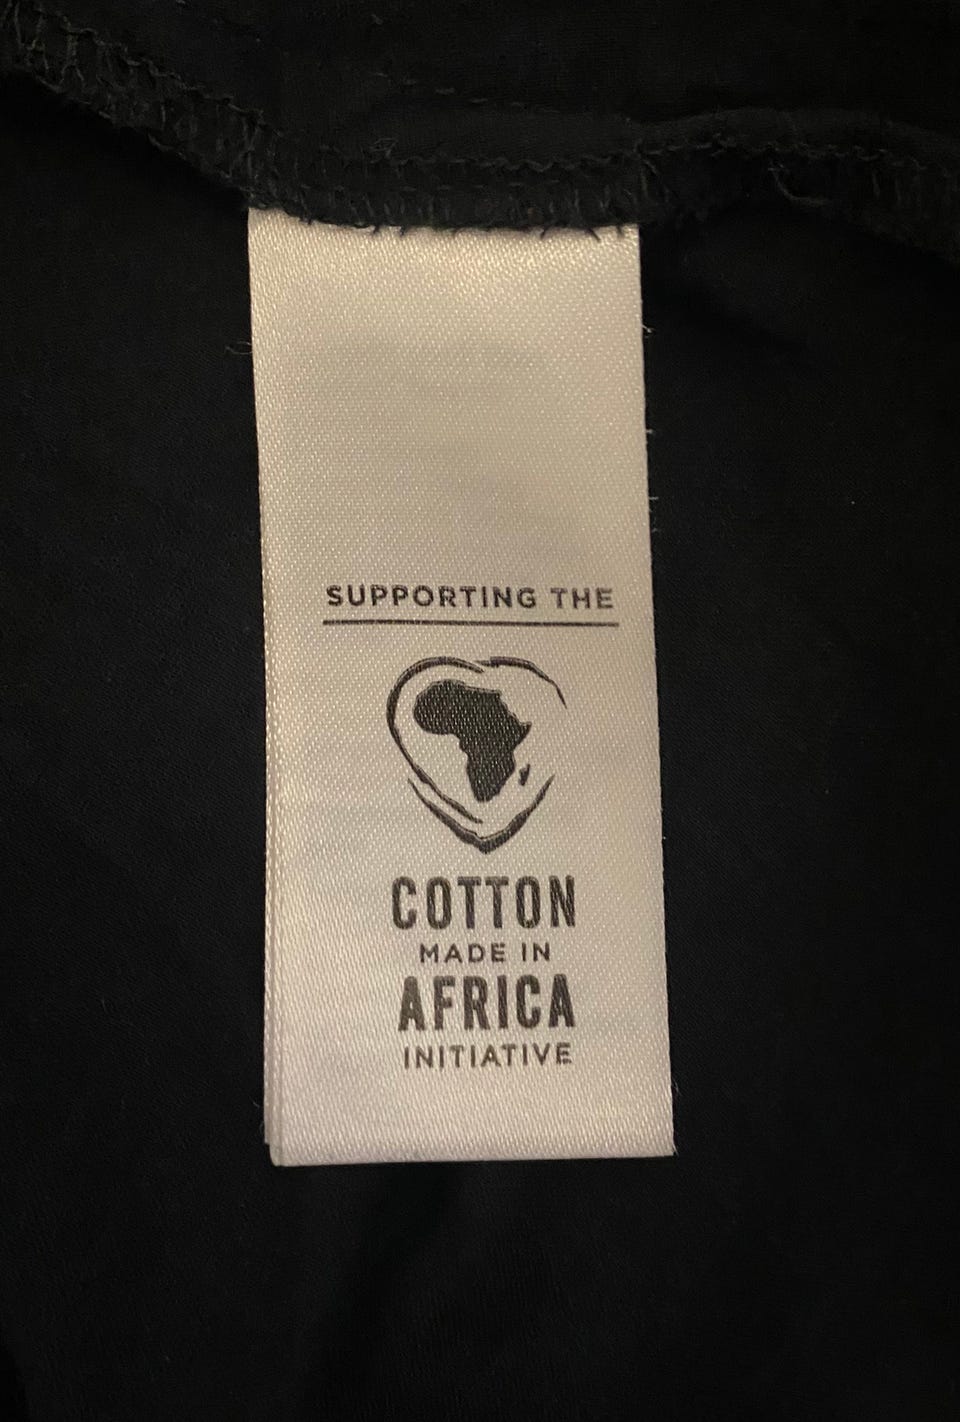 SUPPORTING THE
COTTON
MADE IN
AFRICA
INITIATIVE